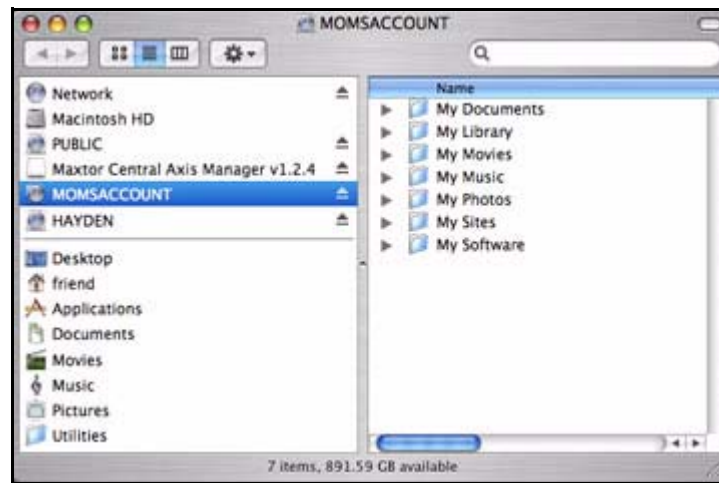 MOMSACCOUNT
Network
Macintosh HD
PUBLIC
Maxtor Central Axis Manager v1.2.4
MOMSACCOUNT
HAYDEN
Desktop
friend
Applications
Documents
Movies
Music
Pictures
Utilities
Name
My Documents
My Library
My Movies
My Music
My Photos
My Sites
My Software
7 items, 891.59 GB available